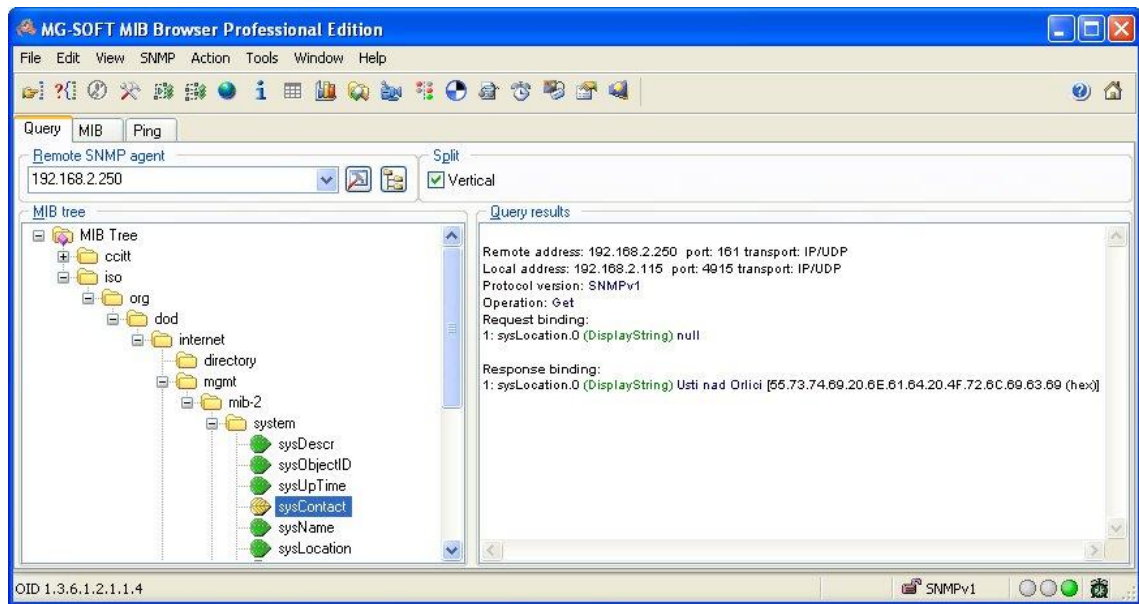 MG-SOFT MIB Browser Professional Edition
File Edit View SNMP Action Tools Window Help
Query MIB Ping
Remote SNMP agent
192.168.2.250
Split
Vertical
MIB tree
MIB Tree
ccitt
iso
org
dod
internet
directory
mgmt
mib-2
system
sysDescr
sysObjectID
sysUpTime
sysContact
sysName
sysLocation
Query results
Remote address: 192.168.2.250 port: 161 transport: IP/UDP
Local address: 192.168.2.115 port: 4915 transport: IP/UDP
Protocol version: SNMPv1
Operation: Get
Request binding:
1: sysLocation.0 (DisplayString) null
Response binding:
1: sysLocation.0 (DisplayString) Usti nad Orlici [55.73.74.69.20.6E.61.64.20.4F.72.6C.69.63.69 (hex)]
OID 1.3.6.1.2.1.1.4
SNMPv1